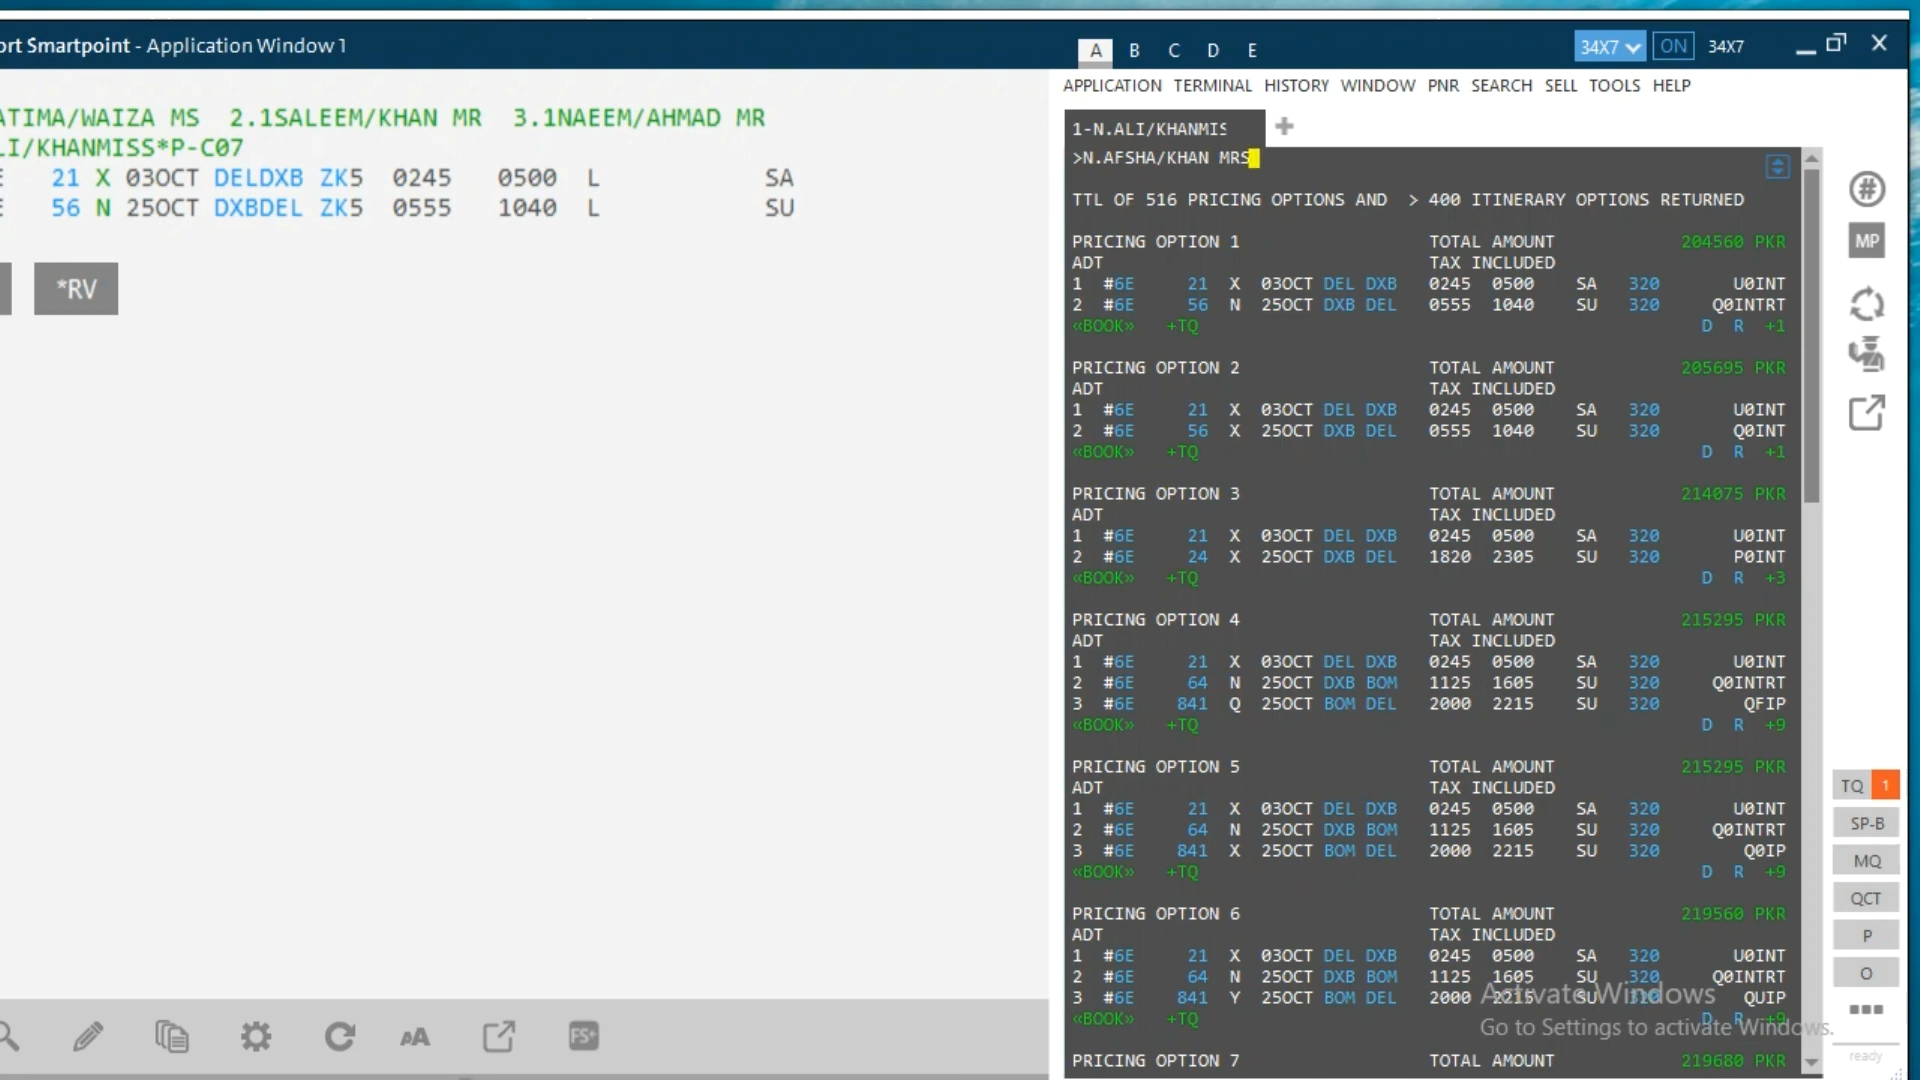 ort Smartpoint - Application Window 1
A B C D E
34X7 ON 34X7
APPLICATION TERMINAL HISTORY WINDOW PNR SEARCH SELL TOOLS HELP
ATIMA/WAIZA MS 2.1SALEEM/KHAN MR 3.1NAEEM/AHMAD MR
LI/KHANMISS*P-C07
E 21 X 03OCT DELDXB ZK5 0245 0500 L SA
E 56 N 25OCT DXBDEL ZK5 0555 1040 L SU
*RV
1-N.ALI/KHANMIS
>N.AFSHA/KHAN MRS
TTL OF 516 PRICING OPTIONS AND > 400 ITINERARY OPTIONS RETURNED
PRICING OPTION 1 TOTAL AMOUNT 204560 PKR
ADT TAX INCLUDED
1 #6E 21 X 03OCT DEL DXB 0245 0500 SA 320 U0INT
2 #6E 56 N 25OCT DXB DEL 0555 1040 SU 320 Q0INTRT
«BOOK» +TQ D R +1
PRICING OPTION 2 TOTAL AMOUNT 205695 PKR
ADT TAX INCLUDED
1 #6E 21 X 03OCT DEL DXB 0245 0500 SA 320 U0INT
2 #6E 56 X 25OCT DXB DEL 0555 1040 SU 320 Q0INT
«BOOK» +TQ D R +1
PRICING OPTION 3 TOTAL AMOUNT 214075 PKR
ADT TAX INCLUDED
1 #6E 21 X 03OCT DEL DXB 0245 0500 SA 320 U0INT
2 #6E 24 X 25OCT DXB DEL 1820 2305 SU 320 P0INT
«BOOK» +TQ D R +3
PRICING OPTION 4 TOTAL AMOUNT 215295 PKR
ADT TAX INCLUDED
1 #6E 21 X 03OCT DEL DXB 0245 0500 SA 320 U0INT
2 #6E 64 N 25OCT DXB BOM 1125 1605 SU 320 Q0INTRT
3 #6E 841 Q 25OCT BOM DEL 2000 2215 SU 320 QFIP
«BOOK» +TQ D R +9
PRICING OPTION 5 TOTAL AMOUNT 215295 PKR
ADT TAX INCLUDED
1 #6E 21 X 03OCT DEL DXB 0245 0500 SA 320 U0INT
2 #6E 64 N 25OCT DXB BOM 1125 1605 SU 320 Q0INTRT
3 #6E 841 X 25OCT BOM DEL 2000 2215 SU 320 Q0IP
«BOOK» +TQ D R +9
PRICING OPTION 6 TOTAL AMOUNT 219560 PKR
ADT TAX INCLUDED
1 #6E 21 X 03OCT DEL DXB 0245 0500 SA 320 U0INT
2 #6E 64 N 25OCT DXB BOM 1125 1605 SU 320 Q0INTRT
3 #6E 841 Y 25OCT BOM DEL 2000 2215 SU 320 QUIP
«BOOK» +TQ D R +9
PRICING OPTION 7 TOTAL AMOUNT 219680 PKR
#
MP
TQ 1
SP-B
MQ
QCT
P
O
ready
AA
FS+
Activate Windows
Go to Settings to activate Windows.